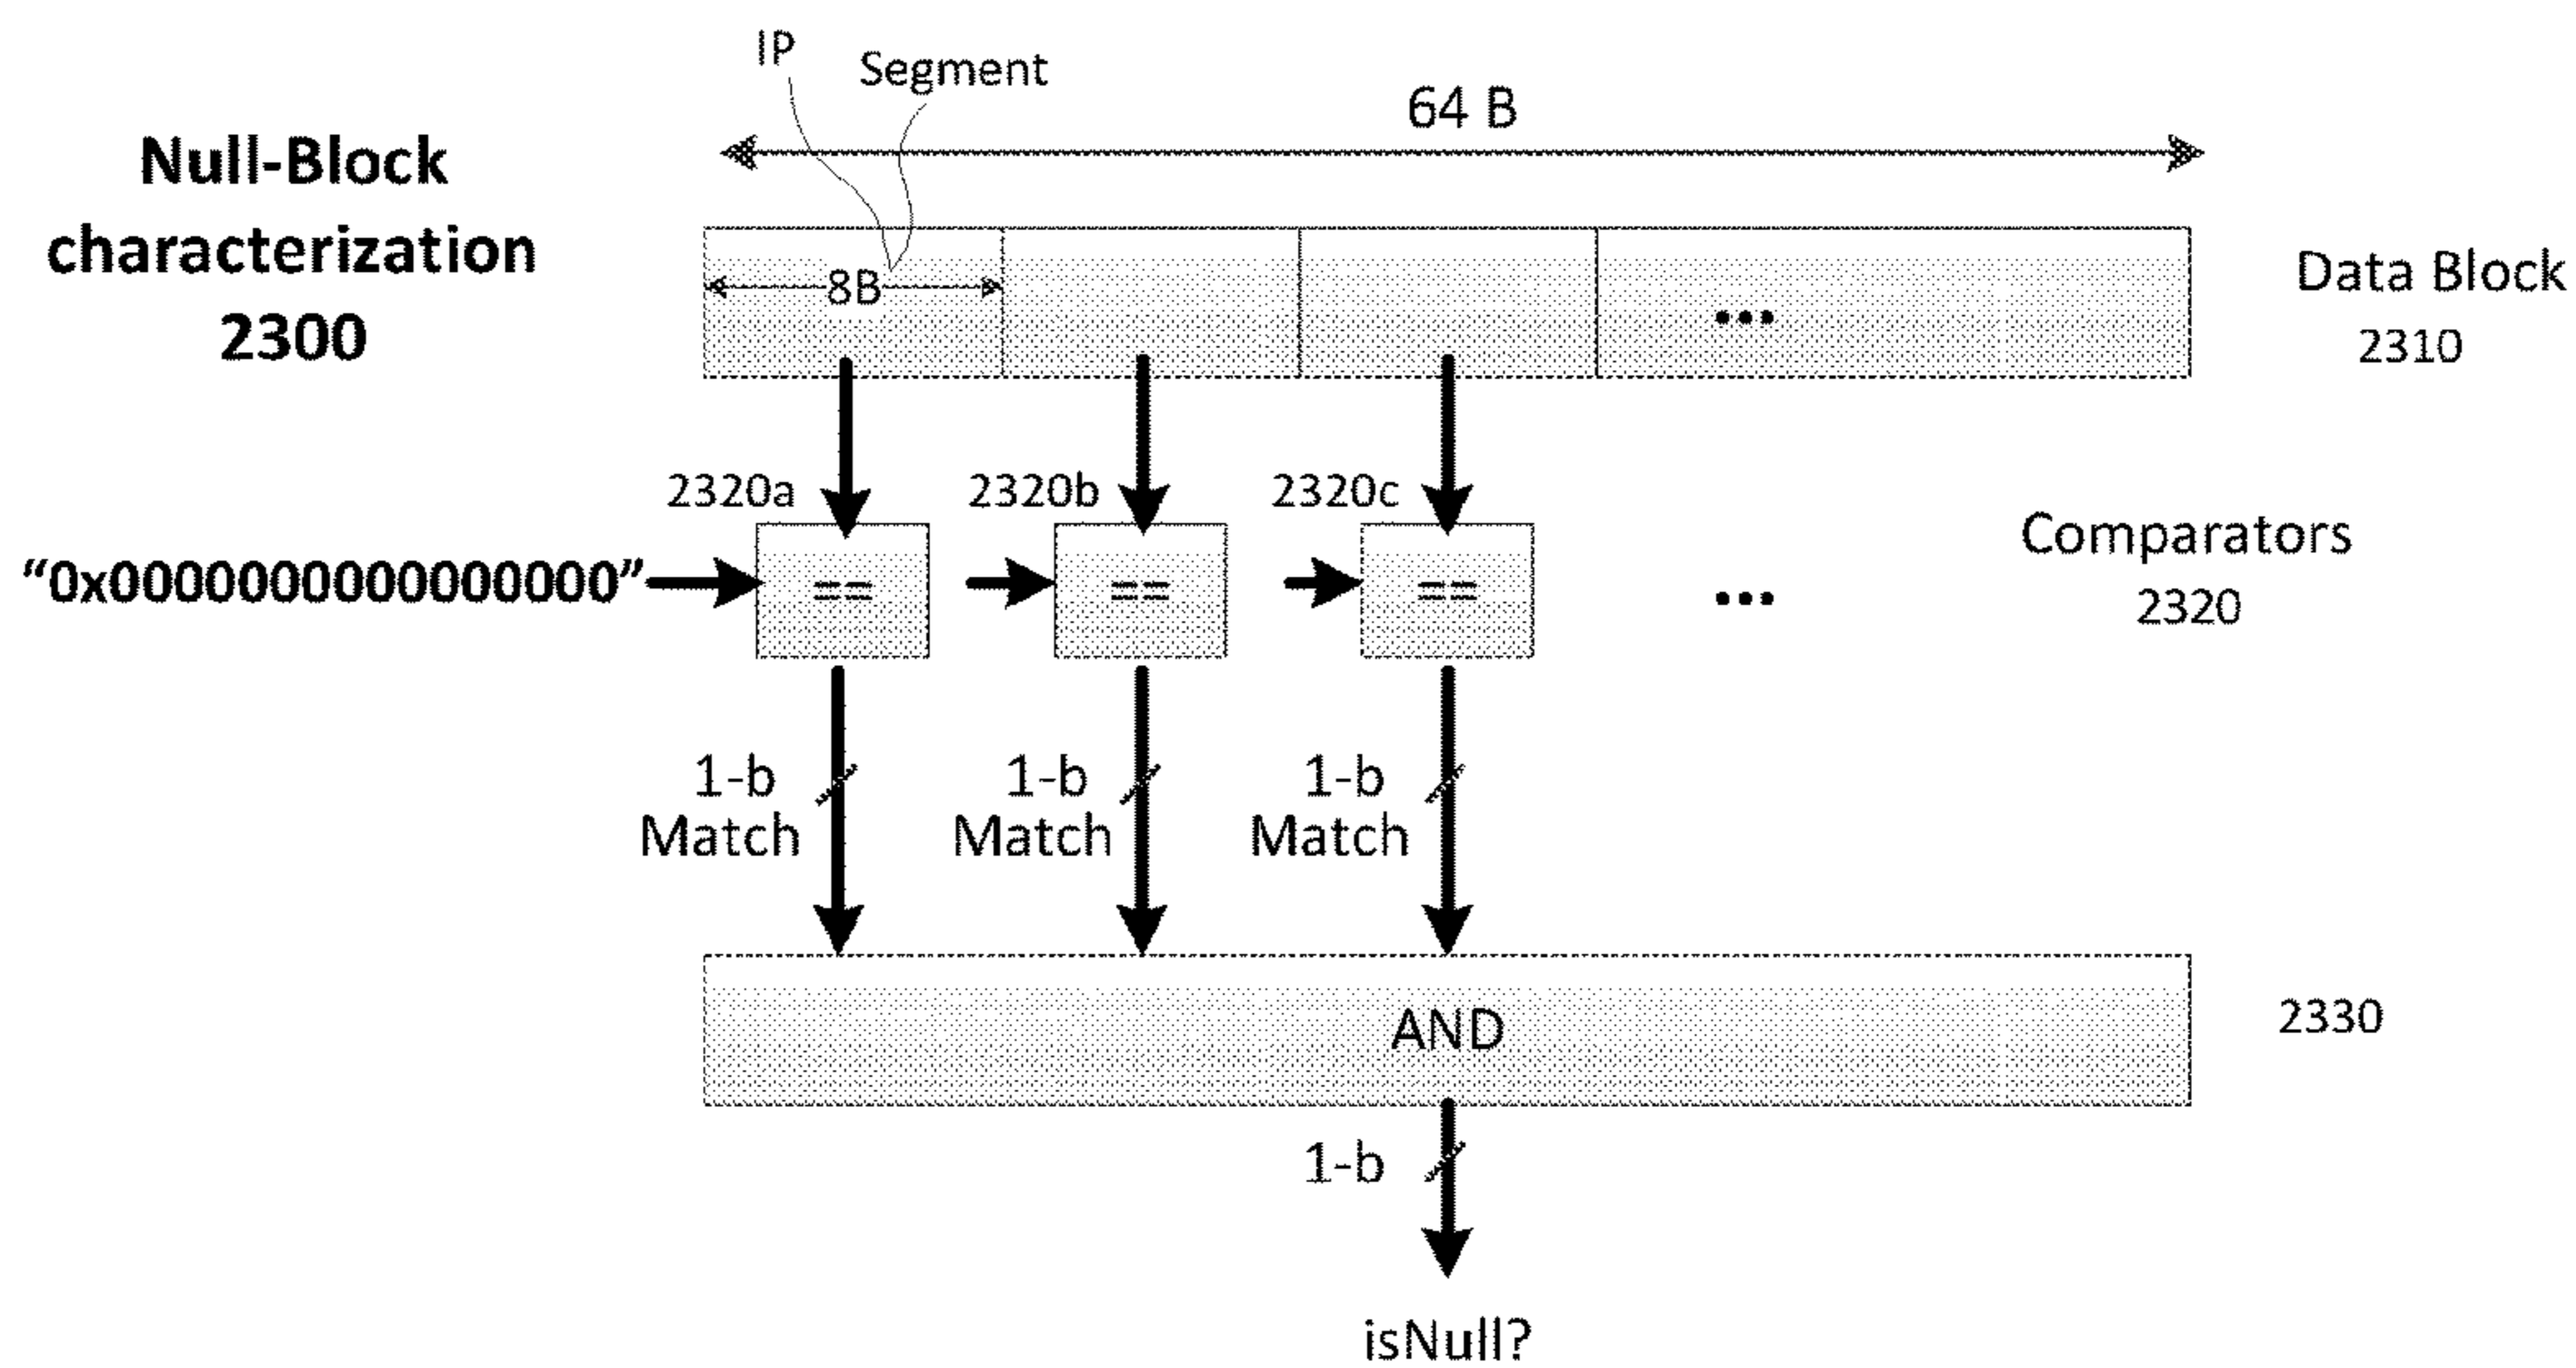 IP
Segment
64 B
Null-Block
characterization
2300
8B
...
Data Block
2310
2320a
2320b
2320c
"0x0000000000000000"
==
==
==
...
Comparators
2320
1-b
Match
1-b
Match
1-b
Match
AND
2330
1-b
isNull?